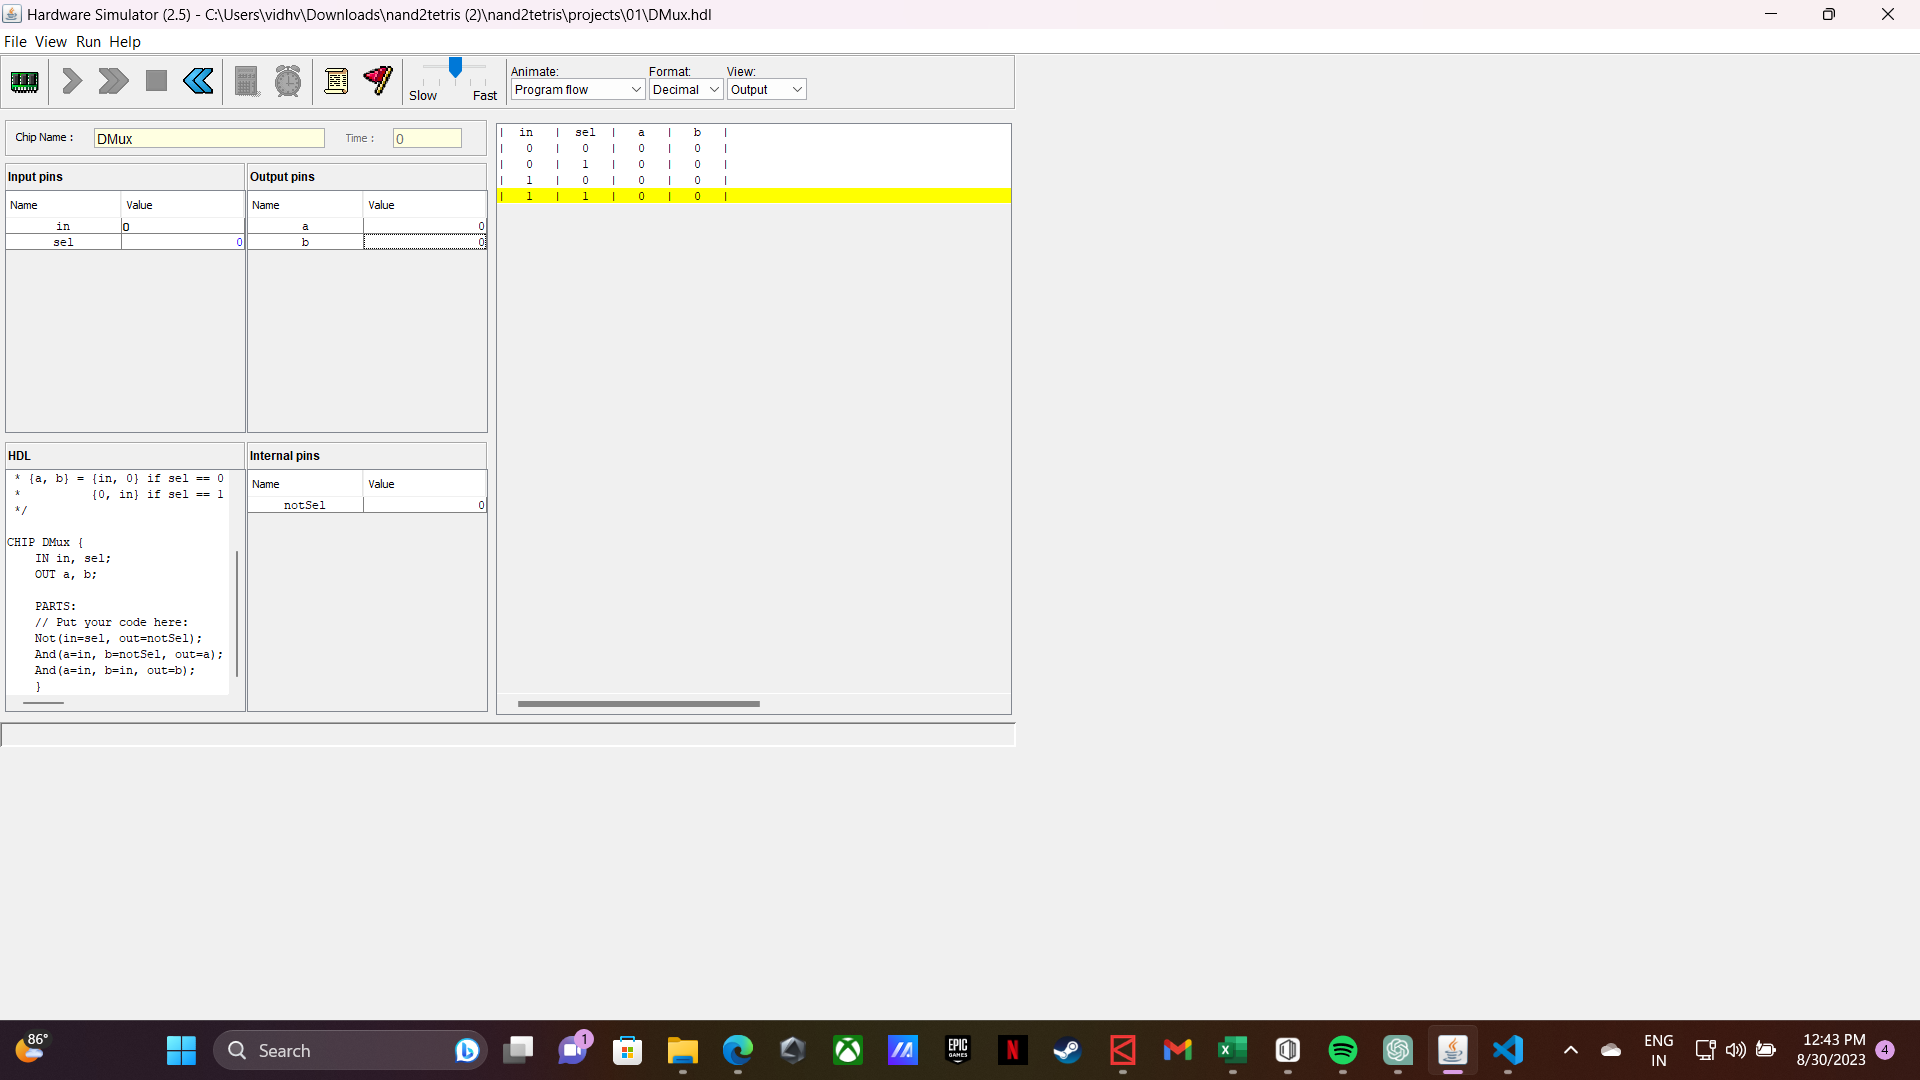 Hardware Simulator (2.5) - C:\Users\vidhv\Downloads\nand2tetris (2)\nand2tetris\projects\01\DMux.hdl
File View Run Help
Slow Fast
Animate: Format: View:
Program flow Decimal Output
Chip Name : DMux Time : 0
Input pins
Name Value
in 0
sel 0
Output pins
Name Value
a 0
b 0
| in | sel | a | b |
| 0 | 0 | 0 | 0 |
| 0 | 1 | 0 | 0 |
| 1 | 0 | 0 | 0 |
| 1 | 1 | 0 | 0 |
HDL
* {a, b} = {in, 0} if sel == 0
* {0, in} if sel == 1
*/
CHIP DMux {
IN in, sel;
OUT a, b;
PARTS:
// Put your code here:
Not(in=sel, out=notSel);
And(a=in, b=notSel, out=a);
And(a=in, b=in, out=b);
}
Internal pins
Name Value
notSel 0
86°
Search
1
EPIC GAMES
N
ENG
IN
12:43 PM
8/30/2023
4